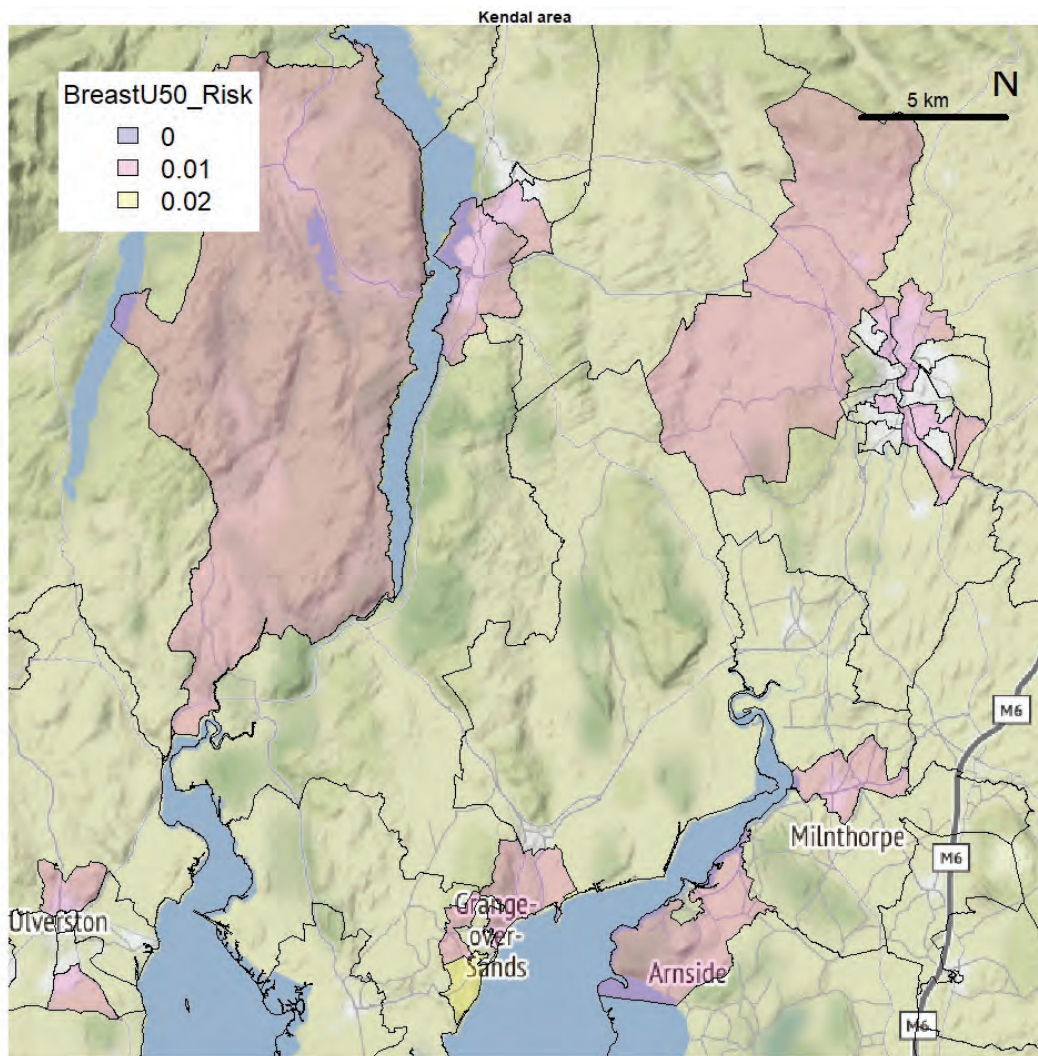 Kendal area
BreastU50_Risk
0
0.01
0.02
N
5 km
M6
M6
Milnthorpe
Ulverston
Grange-
over-
Sands
Arnside
M6